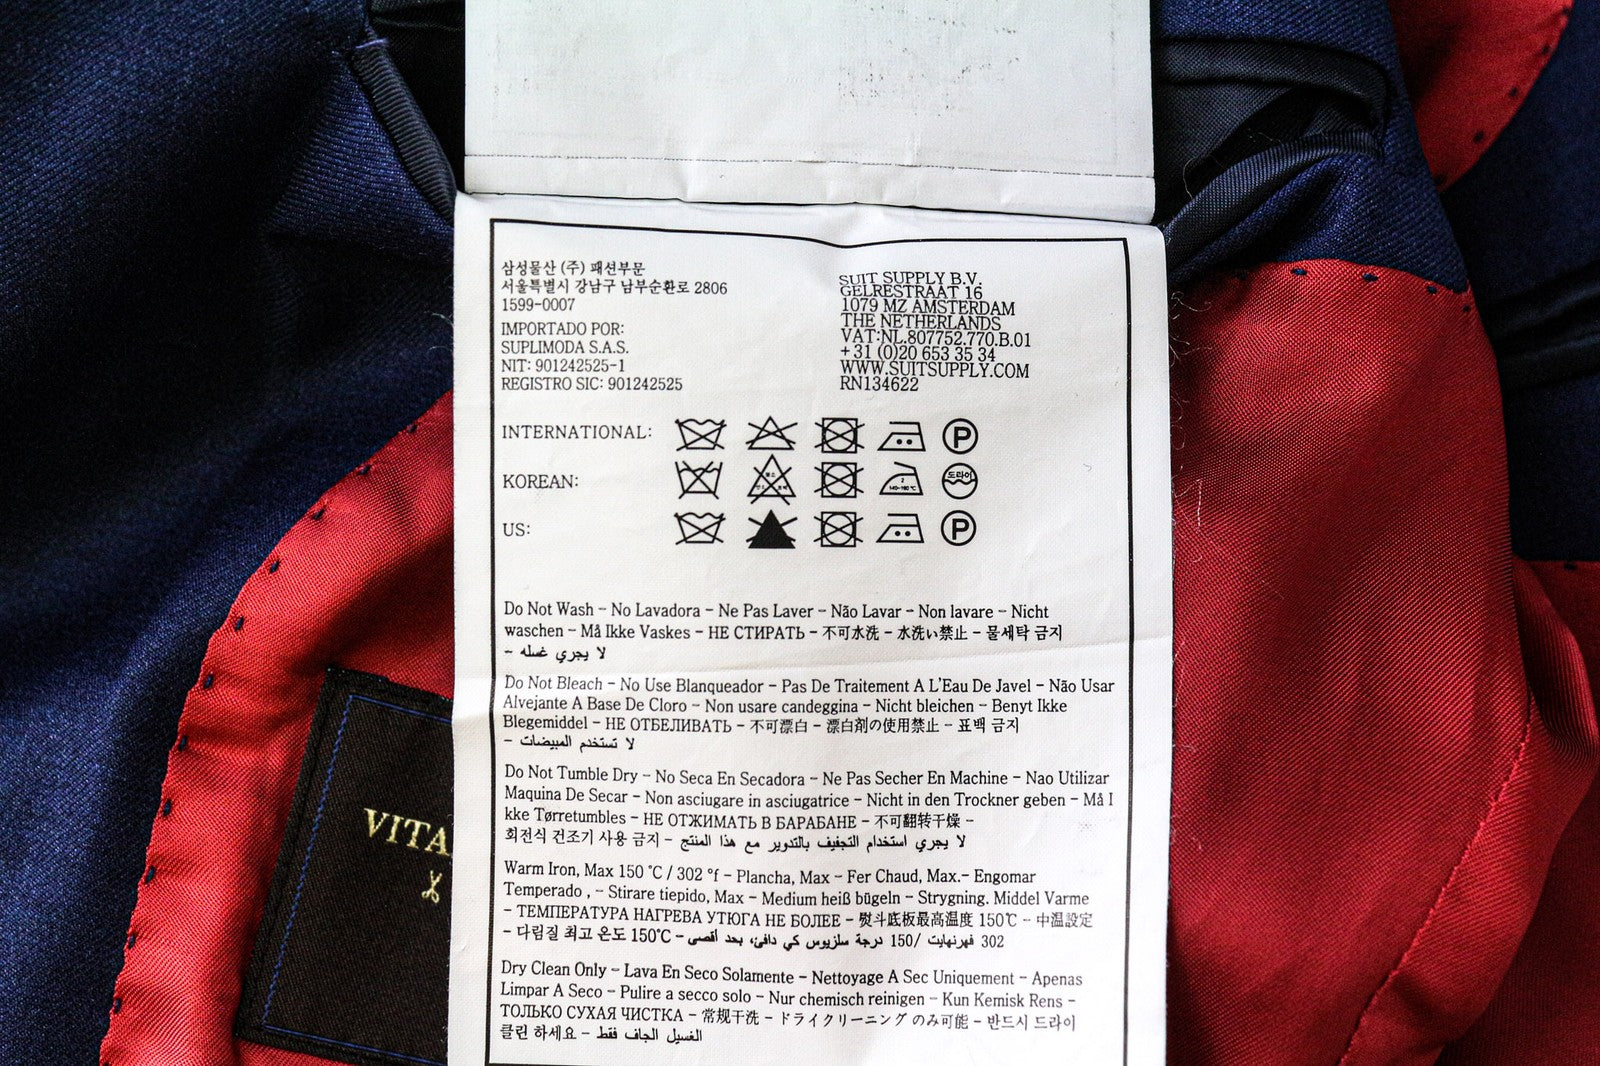 삼성물산 (주) 패션부문
서울특별시 강남구 남부순환로 2806
1599-0007
IMPORTADO POR:
SUPLIMODA S.A.S.
NIT: 901242525-1
REGISTRO SIC: 901242525
SUIT SUPPLY B.V.
GELRESTRAAT 16
1079 MZ AMSTERDAM
THE NETHERLANDS
VAT:NL.807752.770.B.01
+31 (0)20 653 35 34
WWW.SUITSUPPLY.COM
RN134622
INTERNATIONAL:
P
KOREAN:
드라이
US:
P
Do Not Wash - No Lavadora - Ne Pas Laver - Não Lavar - Non lavare - Nicht
waschen - Må Ikke Vaskes - НЕ СТИРАТЬ - 不可水洗 - 水洗い禁止 - 물세탁 금지
- لا يجري غسله
Do Not Bleach - No Use Blanqueador - Pas De Traitement A L'Eau De Javel - Não Usar
Alvejante A Base De Cloro - Non usare candeggina - Nicht bleichen - Benyt Ikke
Blegemiddel - НЕ ОТБЕЛИВАТЬ - 不可漂白 - 漂白剤の使用禁止 - 표백 금지
- لا تستخدم المبيضات
Do Not Tumble Dry - No Seca En Secadora - Ne Pas Secher En Machine - Nao Utilizar
Maquina De Secar - Non asciugare in asciugatrice - Nicht in den Trockner geben - Må I
kke Tørretumbles - НЕ ОТЖИМАТЬ В БАРАБАНЕ - 不可翻转干燥 -
회전식 건조기 사용 금지 - لا يجري استخدام التجفيف بالتدوير مع هذا المنتج
Warm Iron, Max 150 °C / 302 °f - Plancha, Max - Fer Chaud, Max.- Engomar
Temperado , - Stirare tiepido, Max - Medium heiß bügeln - Strygning. Middel Varme
- ТЕМПЕРАТУРА НАГРЕВА УТЮГА НЕ БОЛЕЕ - 熨斗底板最高温度 150℃ - 中温設定
- 다림질 최고 온도 150℃ - 302 فهرنهايت /150 درجة سلزيوس كي دافئ، بحد أقصى
Dry Clean Only - Lava En Seco Solamente - Nettoyage A Sec Uniquement - Apenas
Limpar A Seco - Pulire a secco solo - Nur chemisch reinigen - Kun Kemisk Rens -
ТОЛЬКО СУХАЯ ЧИСТКА - 常规干洗 - ドライクリーニング のみ可能 - 반드시 드라이
클린 하세요 - الغسيل الجاف فقط
VITA